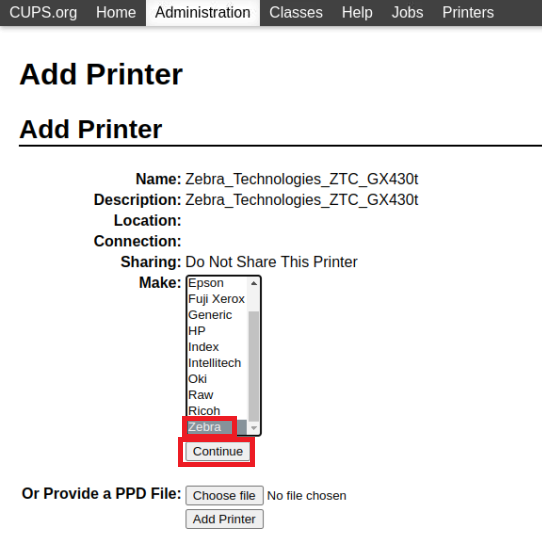 CUPS.org Home Administration Classes Help Jobs Printers
Add Printer
Add Printer
Name: Zebra_Technologies_ZTC_GX430t
Description: Zebra_Technologies_ZTC_GX430t
Location:
Connection:
Sharing: Do Not Share This Printer
Make: Epson
Fuji Xerox
Generic
HP
Index
Intellitech
Oki
Raw
Ricoh
Zebra
Continue
Or Provide a PPD File: Choose file No file chosen
Add Printer